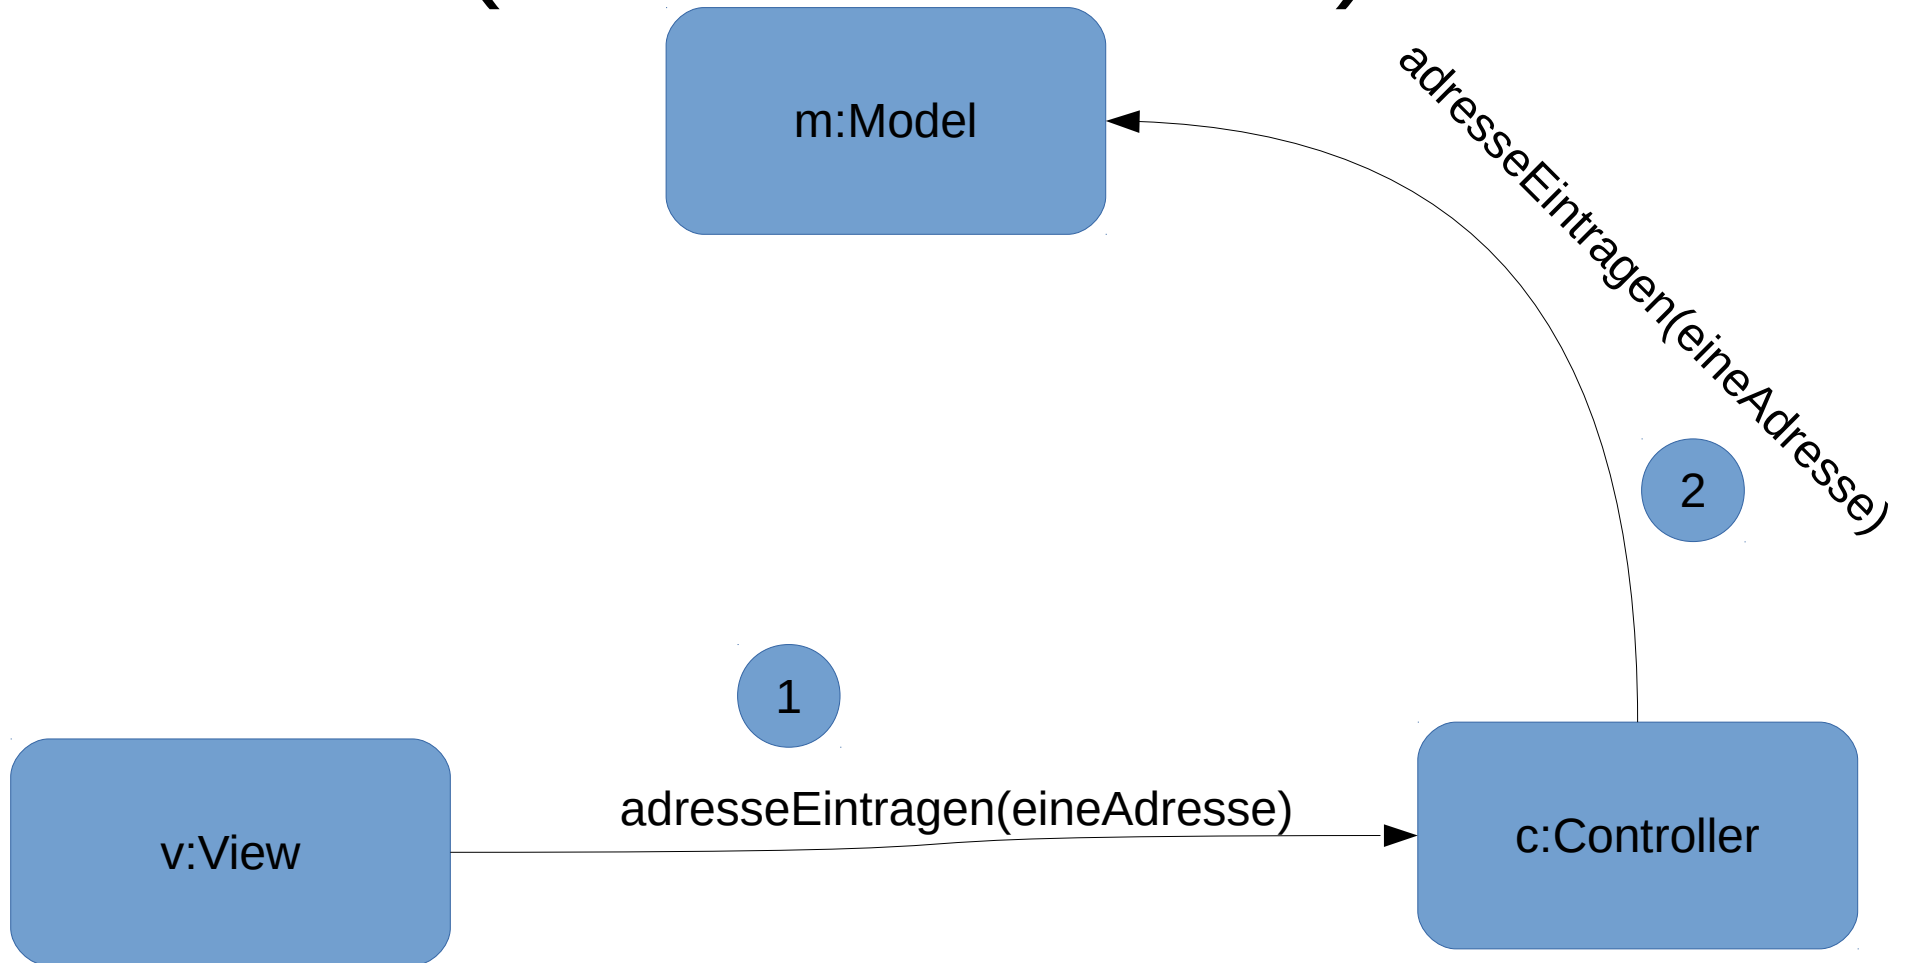 m:Model
adresseEintragen(eineAdresse)
2
1
adresseEintragen(eineAdresse)
v:View
c:Controller